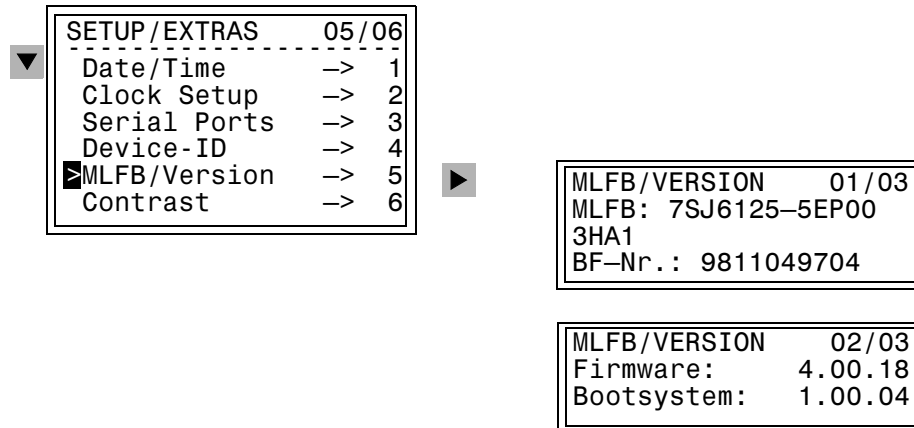 SETUP/EXTRAS 05/06
Date/Time —> 1
Clock Setup —> 2
Serial Ports —> 3
Device-ID —> 4
>MLFB/Version —> 5
Contrast —> 6
MLFB/VERSION 01/03
MLFB: 7SJ6125–5EP00
3HA1
BF–Nr.: 9811049704
MLFB/VERSION 02/03
Firmware: 4.00.18
Bootsystem: 1.00.04